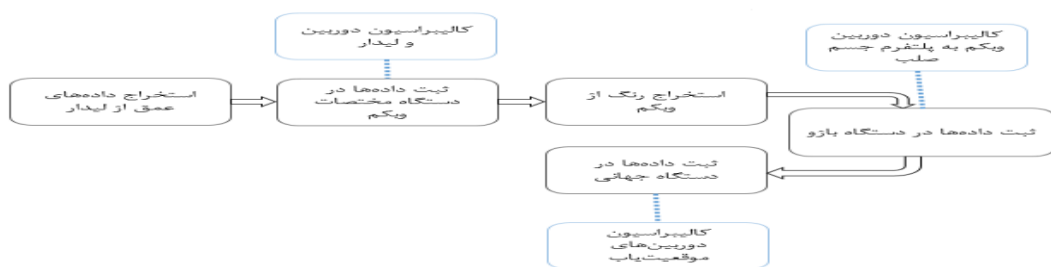 کالیبراسیون دوربین
و لیدار
کالیبراسیون دوربین
وبکم به پلتفرم جسم
صلب
استخراج داده‌های
عمق از لیدار
ثبت داده‌ها در
دستگاه مختصات
وبکم
استخراج رنگ از
وبکم
ثبت داده‌ها در دستگاه بازو
ثبت داده‌ها در
دستگاه جهانی
کالیبراسیون
دوربین‌های
موقعیت‌یاب